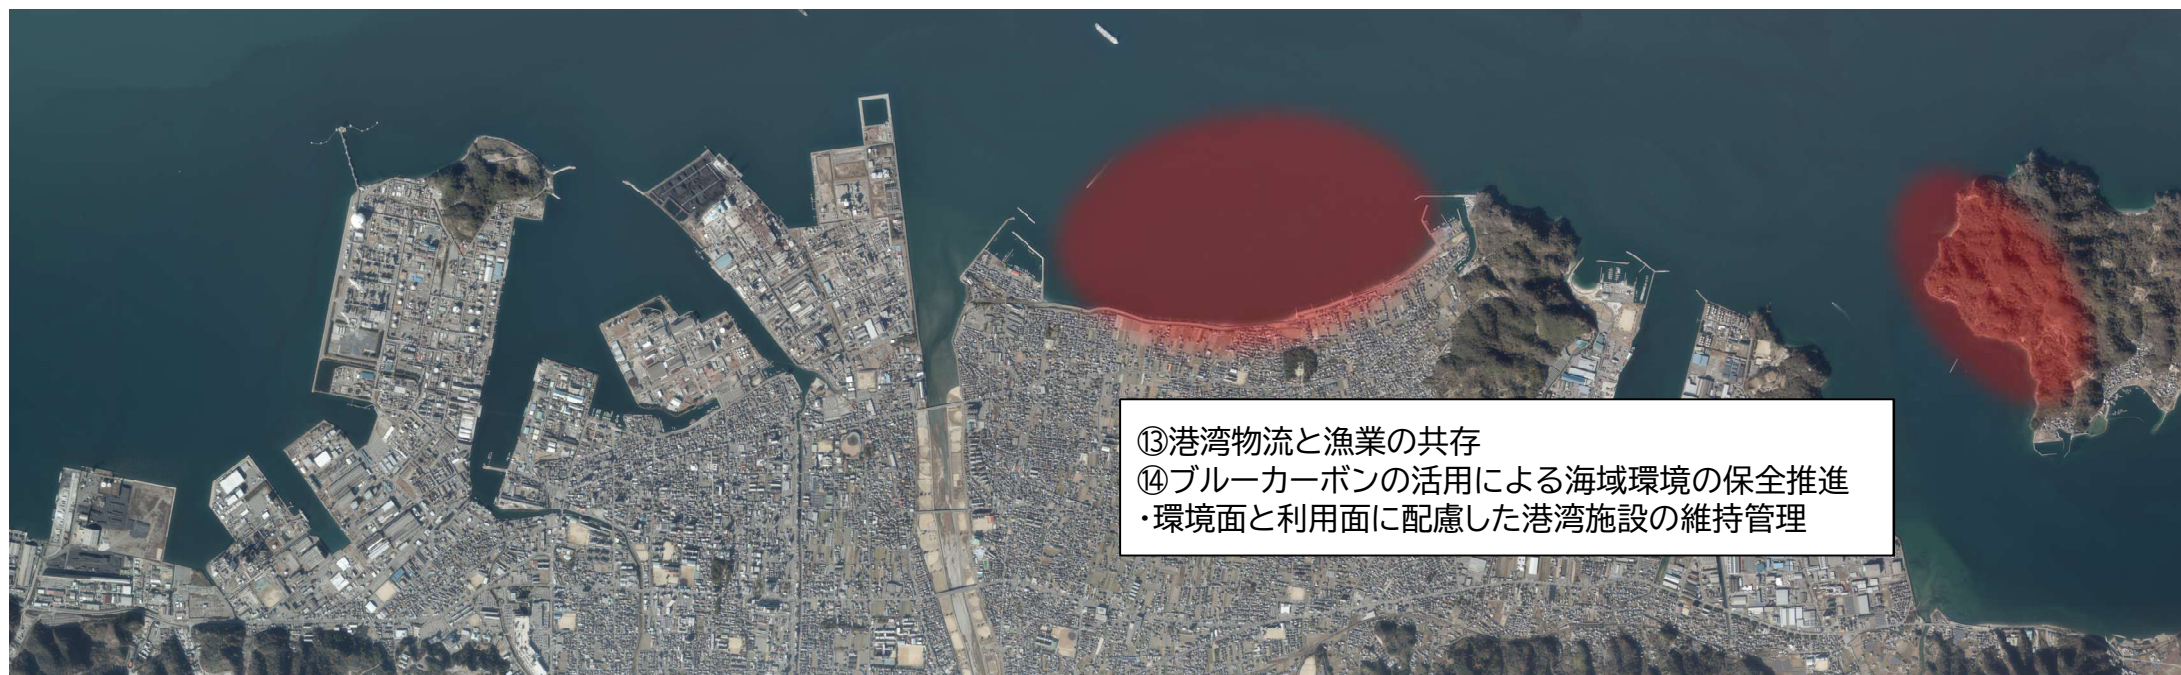 ⑬港湾物流と漁業の共存
⑭ブルーカーボンの活用による海域環境の保全推進
・環境面と利用面に配慮した港湾施設の維持管理